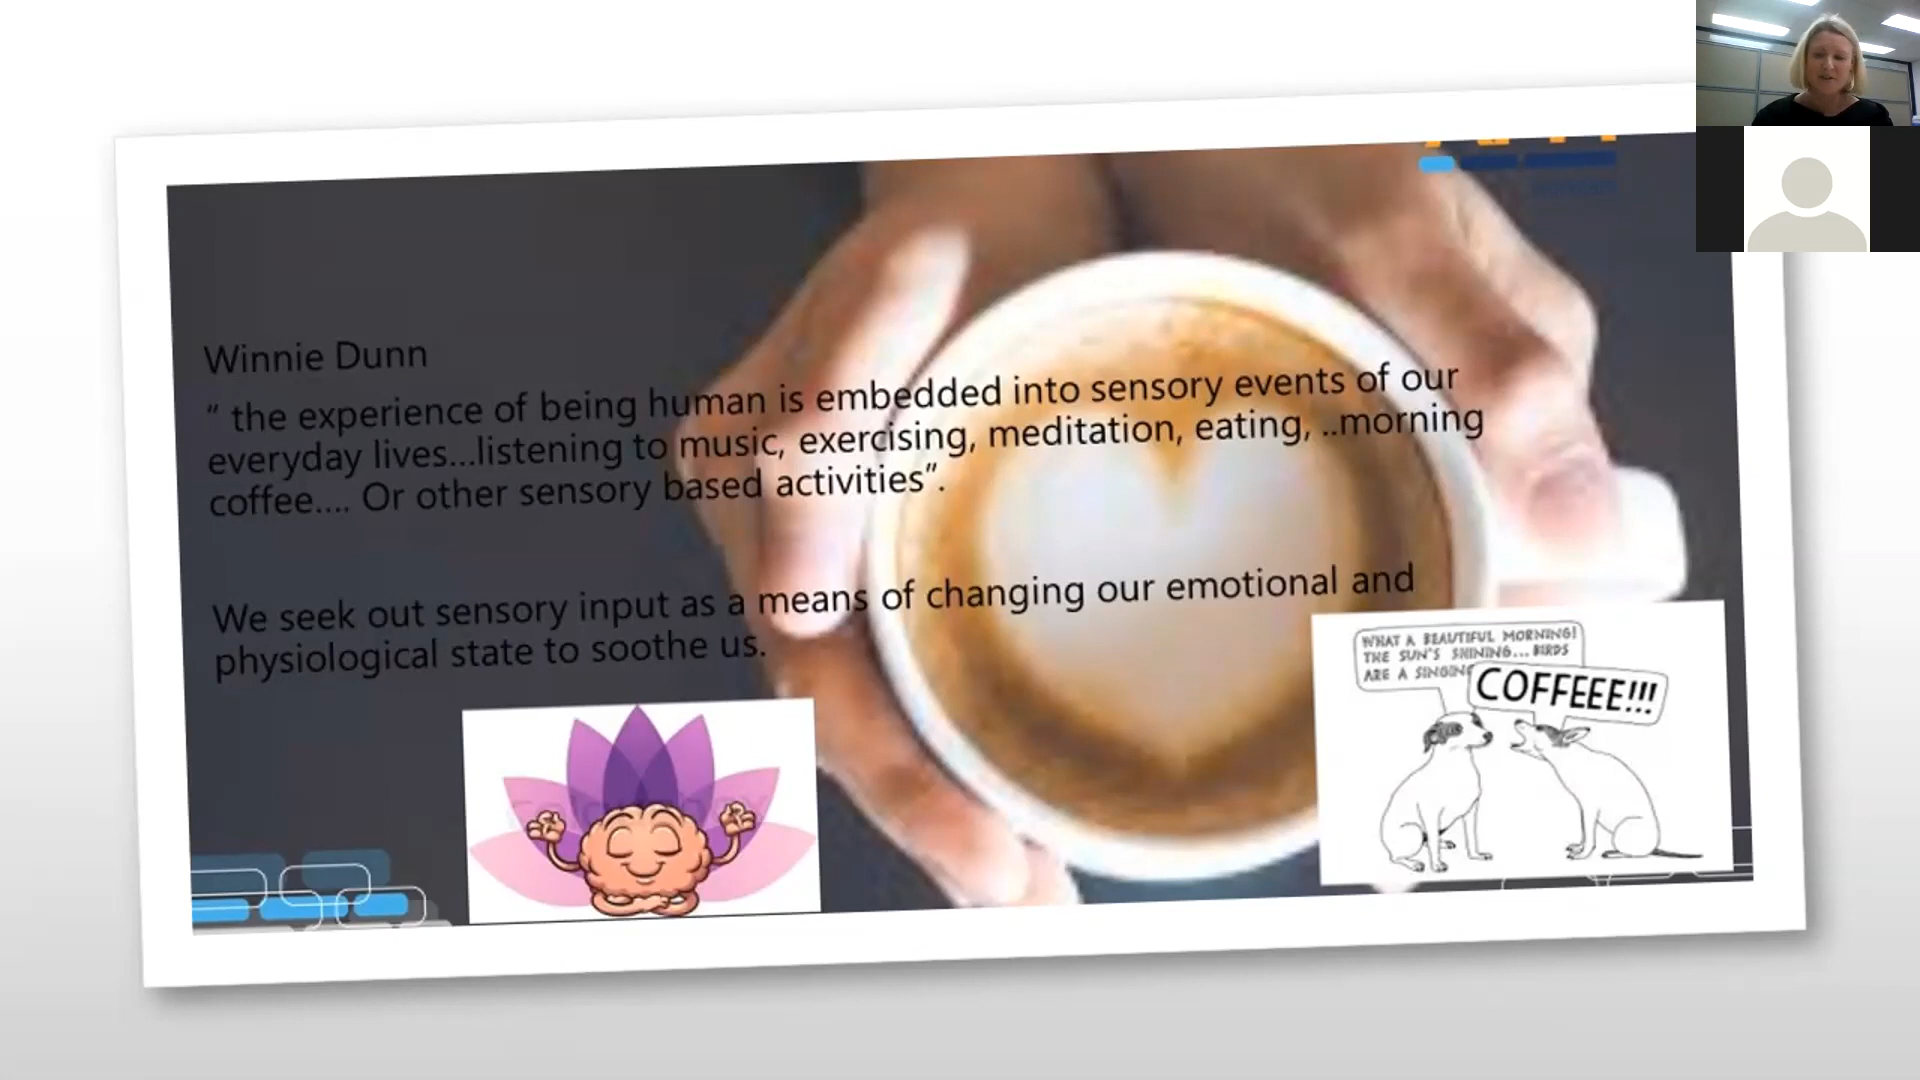 Winnie Dunn
“ the experience of being human is embedded into sensory events of our
everyday lives...listening to music, exercising, meditation, eating, ..morning
coffee.... Or other sensory based activities”.
We seek out sensory input as a means of changing our emotional and
physiological state to soothe us.
WHAT A BEAUTIFUL MORNING!
THE SUN'S SHINING... BIRDS
ARE A SINGING
COFFEEE!!!